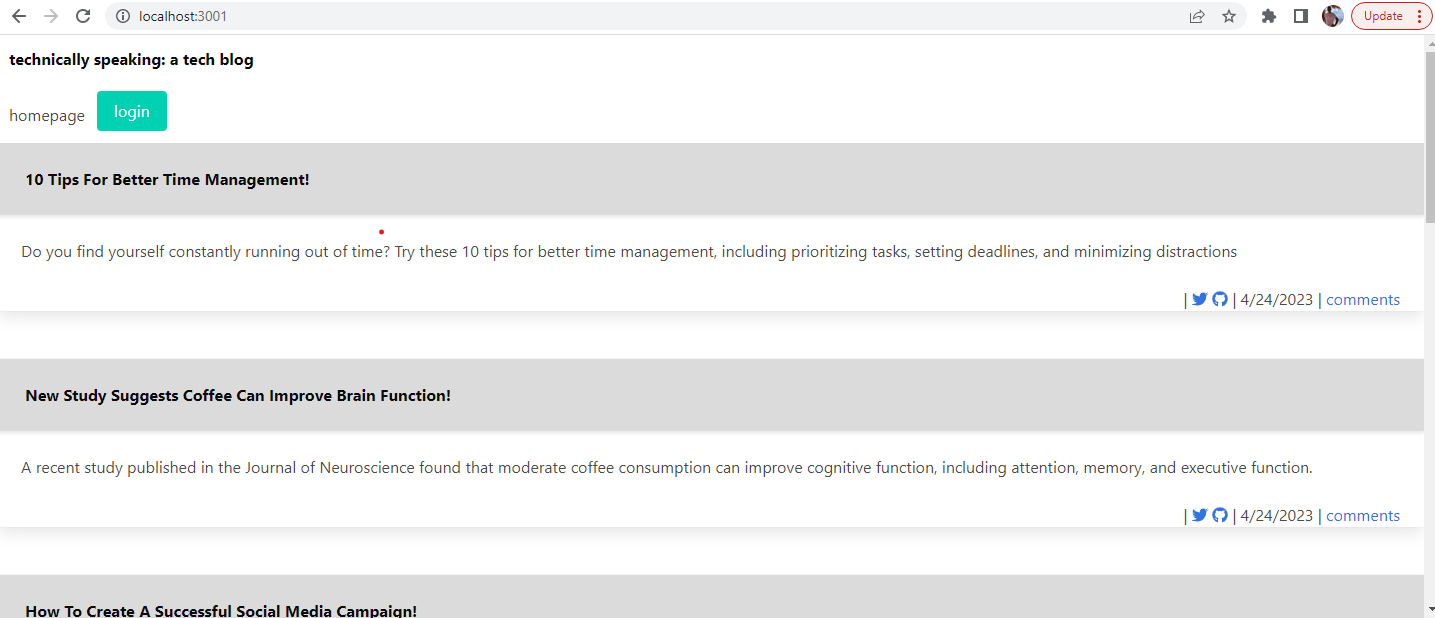 localhost:3001
Update
technically speaking: a tech blog
homepage login
10 Tips For Better Time Management!
Do you find yourself constantly running out of time? Try these 10 tips for better time management, including prioritizing tasks, setting deadlines, and minimizing distractions
| | 4/24/2023 | comments
New Study Suggests Coffee Can Improve Brain Function!
A recent study published in the Journal of Neuroscience found that moderate coffee consumption can improve cognitive function, including attention, memory, and executive function.
| | 4/24/2023 | comments
How To Create A Successful Social Media Campaign!